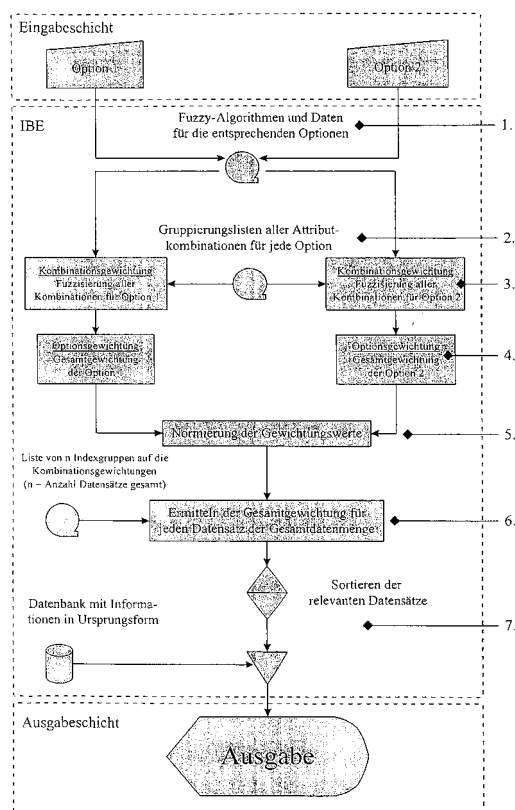 Eingabeschicht
Option 1
Option 2
IBE
Fuzzy-Algorithmen und Daten
für die entsprechenden Optionen
1.
Gruppierungslisten aller Attribut-
kombinationen für jede Option
2.
Kombinationsgewichtung
Fuzzisierung aller
Kombinationen für Option 1
Kombinationsgewichtung
Fuzzisierung aller
Kombinationen für Option 2
3.
Optionsgewichtung
Gesamtgewichtung
der Option 1
Optionsgewichtung
Gesamtgewichtung
der Option 2
4.
Normierung der Gewichtungswerte
5.
Liste von n Indexgruppen auf die
Kombinationsgewichtungen
(n – Anzahl Datensätze gesamt)
Ermitteln der Gesamtgewichtung für
jeden Datensatz der Gesamtdatenmenge
6.
Sortieren der
relevanten Datensätze
Datenbank mit Informa-
tionen in Ursprungsform
7.
Ausgabeschicht
Ausgabe